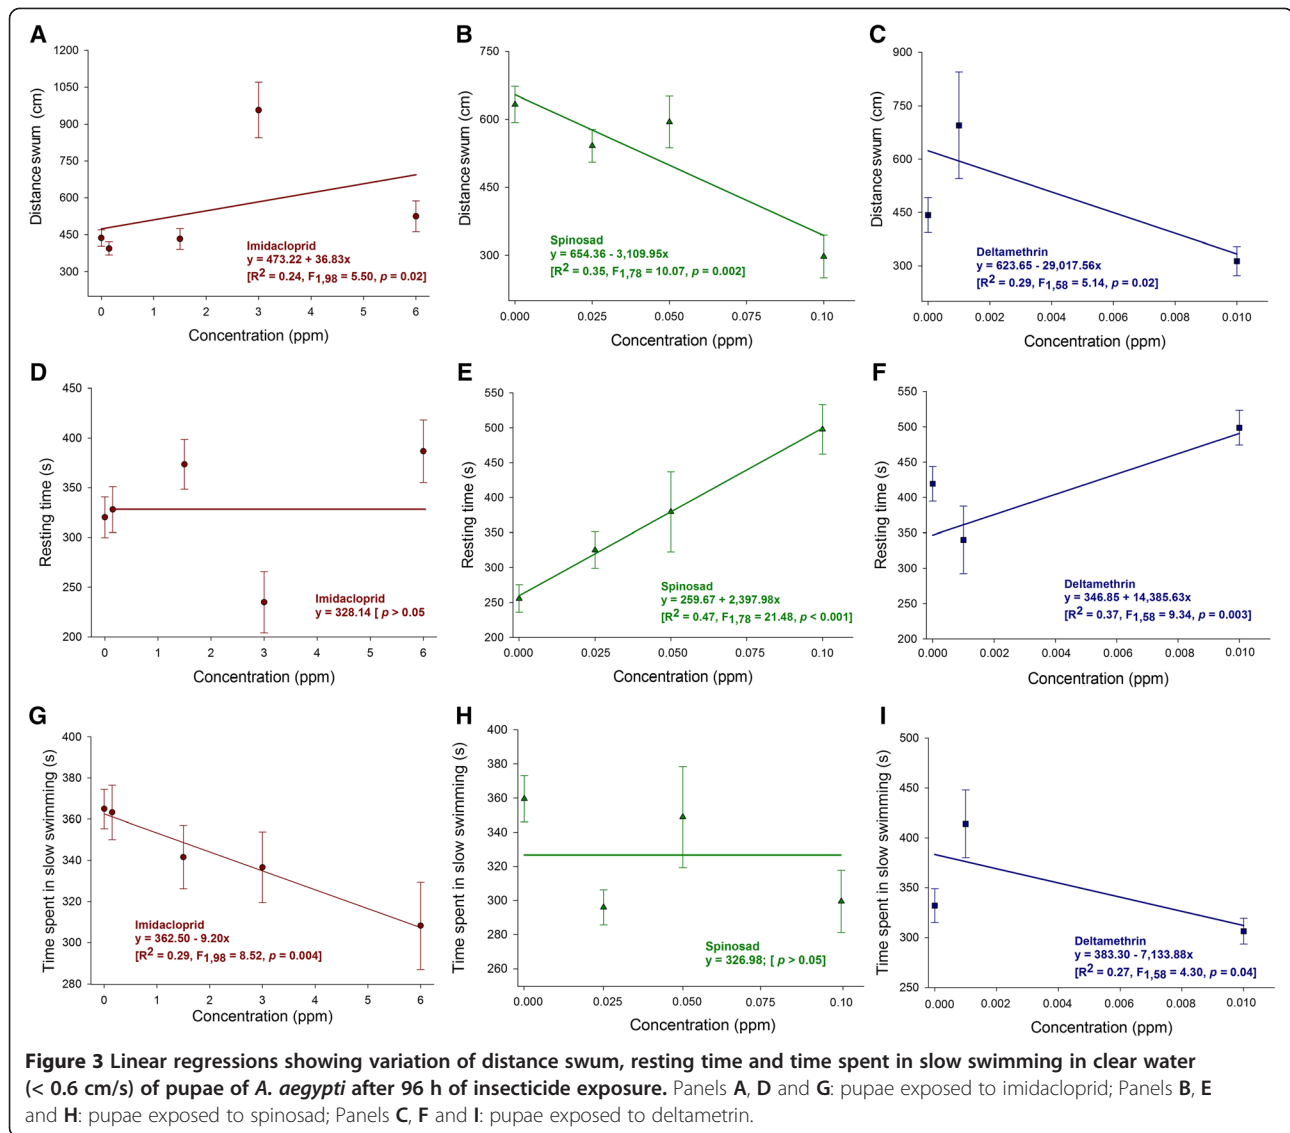 A
1200
1050
900
750
600
450
300
Distance swum (cm)
Imidacloprid
y = 473.22 + 36.83x
[R² = 0.24, F1,98 = 5.50, p = 0.02]
0 1 2 3 4 5 6
Concentration (ppm)
B
750
600
450
300
Distance swum (cm)
Spinosad
y = 654.36 - 3,109.95x
[R² = 0.35, F1,78 = 10.07, p = 0.002]
0.000 0.025 0.050 0.075 0.10
Concentration (ppm)
C
900
750
600
450
300
Distance swum (cm)
Deltamethrin
y = 623.65 - 29,017.56x
[R² = 0.29, F1,58 = 5.14, p = 0.02]
0.000 0.002 0.004 0.006 0.008 0.010
Concentration (ppm)
D
450
400
350
300
250
200
Resting time (s)
Imidacloprid
y = 328.14 [ p > 0.05
0 1 2 3 4 5 6
Concentration (ppm)
E
550
500
450
400
350
300
250
200
Resting time (s)
Spinosad
y = 259.67 + 2,397.98x
[R² = 0.47, F1,78 = 21.48, p < 0.001]
0.000 0.025 0.050 0.075 0.10
Concentration (ppm)
F
550
500
450
400
350
300
250
200
Resting time (s)
Deltamethrin
y = 346.85 + 14,385.63x
[R² = 0.37, F1,58 = 9.34, p = 0.003]
0.000 0.002 0.004 0.006 0.008 0.010
Concentration (ppm)
G
400
380
360
340
320
300
280
Time spent in slow swimming (s)
Imidacloprid
y = 362.50 - 9.20x
[R² = 0.29, F1,98 = 8.52, p = 0.004]
0 1 2 3 4 5 6
Concentration (ppm)
H
400
380
360
340
320
300
280
260
Time spent in slow swimming (s)
Spinosad
y = 326.98; [ p > 0.05]
0.000 0.025 0.050 0.075 0.10
Concentration (ppm)
I
500
450
400
350
300
250
Time spent in slow swimming (s)
Deltamethrin
y = 383.30 - 7,133.88x
[R² = 0.27, F1,58 = 4.30, p = 0.04]
0.000 0.002 0.004 0.006 0.008 0.010
Concentration (ppm)
Figure 3 Linear regressions showing variation of distance swum, resting time and time spent in slow swimming in clear water
(< 0.6 cm/s) of pupae of A. aegypti after 96 h of insecticide exposure. Panels A, D and G: pupae exposed to imidacloprid; Panels B, E
and H: pupae exposed to spinosad; Panels C, F and I: pupae exposed to deltametrin.